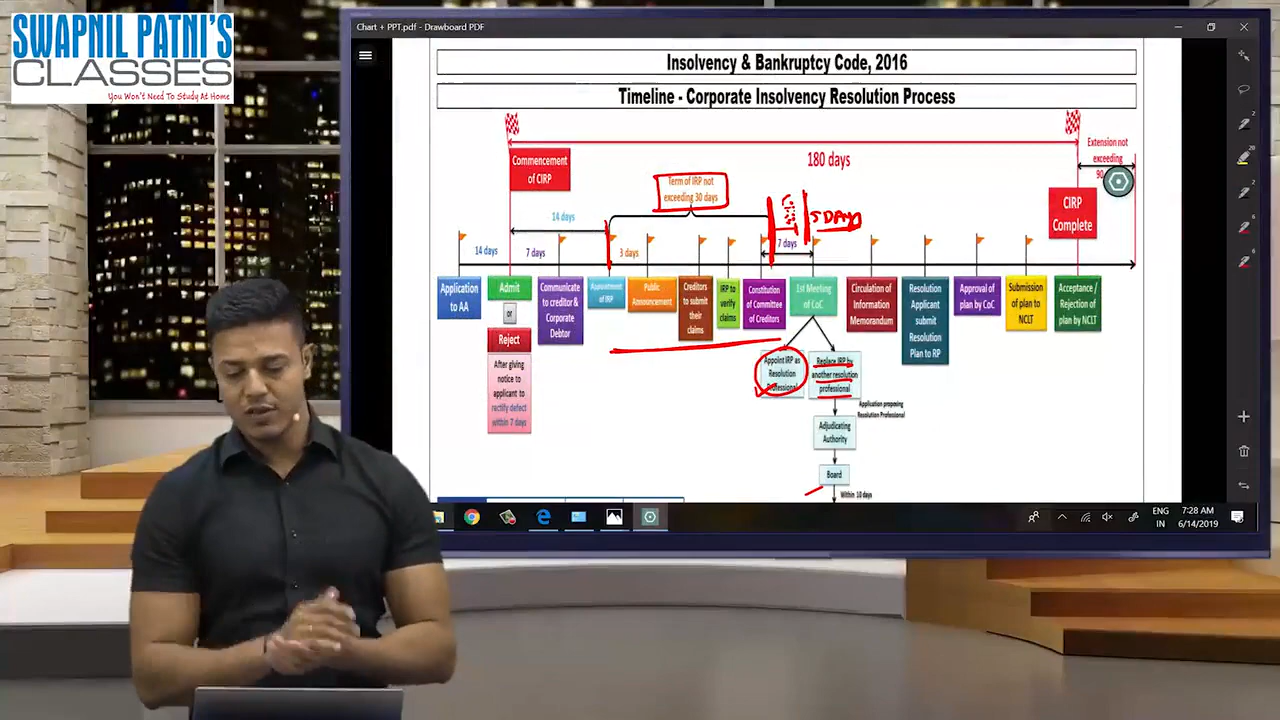 SWAPNIL PATNI'S
CLASSES
You Won't Need To Study At Home
Chart + PPT.pdf - Drawboard PDF
Insolvency & Bankruptcy Code, 2016
Timeline - Corporate Insolvency Resolution Process
Extension not
exceeding
90
180 days
Commencement
of CIRP
Term of IRP not
exceeding 30 days
5 DAYS
CIRP
Complete
14 days
14 days
7 days
3 days
7 days
Application
to AA
Admit
or
Reject
After giving
notice to
applicant to
rectify defect
within 7 days
Communicate
to creditor &
Corporate
Debtor
of IRP
Public
Announcement
Creditors
to submit
their
claims
IRP to
verify
claims
Constitution
of Committee
of Creditors
1st Meeting
of CoC
Circulation of
Information
Memorandum
Resolution
Applicant
submit
Resolution
Plan to RP
Approval of
plan by CoC
Submission
of plan to
NCLT
Acceptance /
Rejection of
plan by NCLT
Appoint IRP as
Resolution
Professional
Replace IRP by
another resolution
professional
Application proposing
Resolution Professional
Adjudicating
Authority
Board
Within 10 days
ENG
IN
7:28 AM
6/14/2019